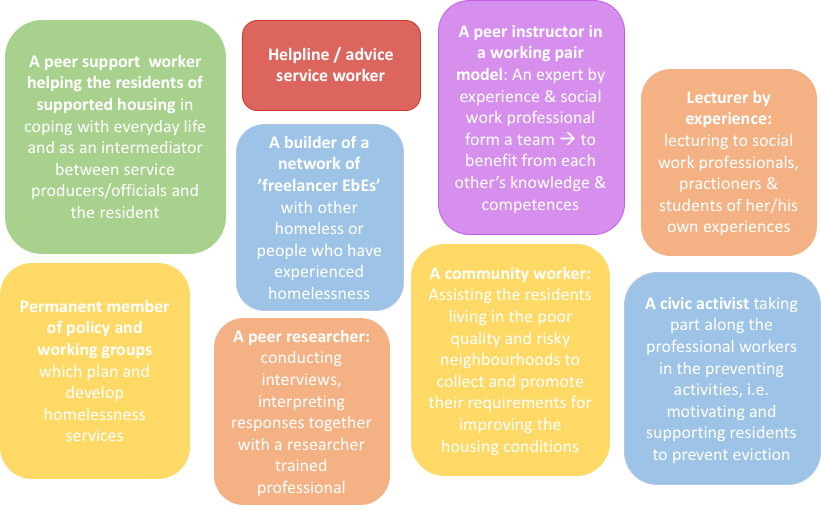 A peer support  worker
helping the residents of
supported housing in
coping with everyday life
and as an intermediator
between service
producers/officials and
the resident
Helpline / advice
service worker
A peer instructor in
a working pair
model: An expert by
experience & social
work professional
form a team → to
benefit from each
other's knowledge &
competences
Lecturer by
experience:
lecturing to social
work professionals,
practioners &
students of her/his
own experiences
A builder of a
network of
’freelancer EbEs’
with other
homeless or
people who have
experienced
homelessness
Permanent member
of policy and
working groups
which plan and
develop
homelessness
services
A peer researcher:
conducting
interviews,
interpreting
responses together
with a researcher
trained
professional
A community worker:
Assisting the residents
living in the poor
quality and risky
neighbourhoods to
collect and promote
their requirements for
improving the
housing conditions
A civic activist taking
part along the
professional workers
in the preventing
activities, i.e.
motivating and
supporting residents
to prevent eviction